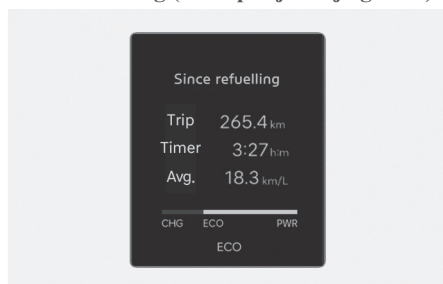 Since refuelling
Trip 265.4 km
Timer 3:27 h:m
Avg. 18.3 km/L
CHG ECO PWR
ECO